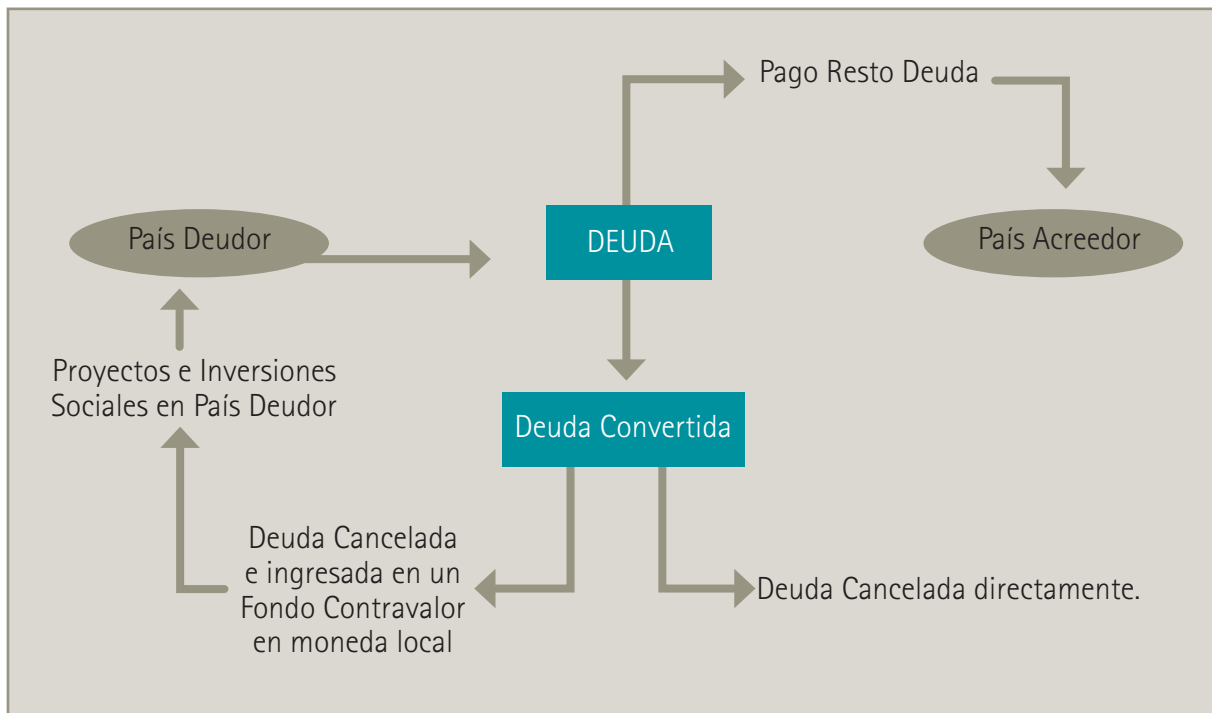 Pago Resto Deuda
País Deudor
DEUDA
País Acreedor
Proyectos e Inversiones
Sociales en País Deudor
Deuda Convertida
Deuda Cancelada
e ingresada en un
Fondo Contravalor
en moneda local
Deuda Cancelada directamente.